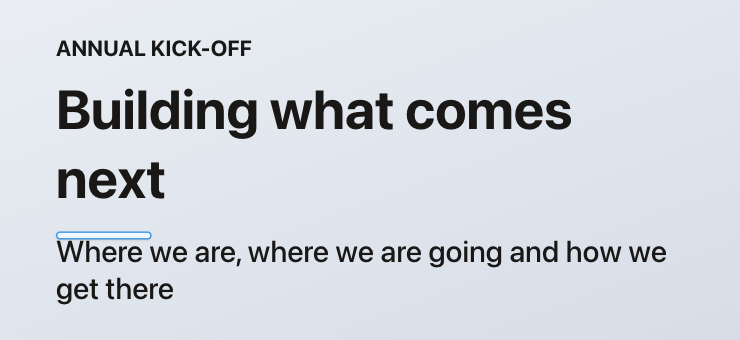 ANNUAL KICK-OFF
Building what comes
next
Where we are, where we are going and how we
get there